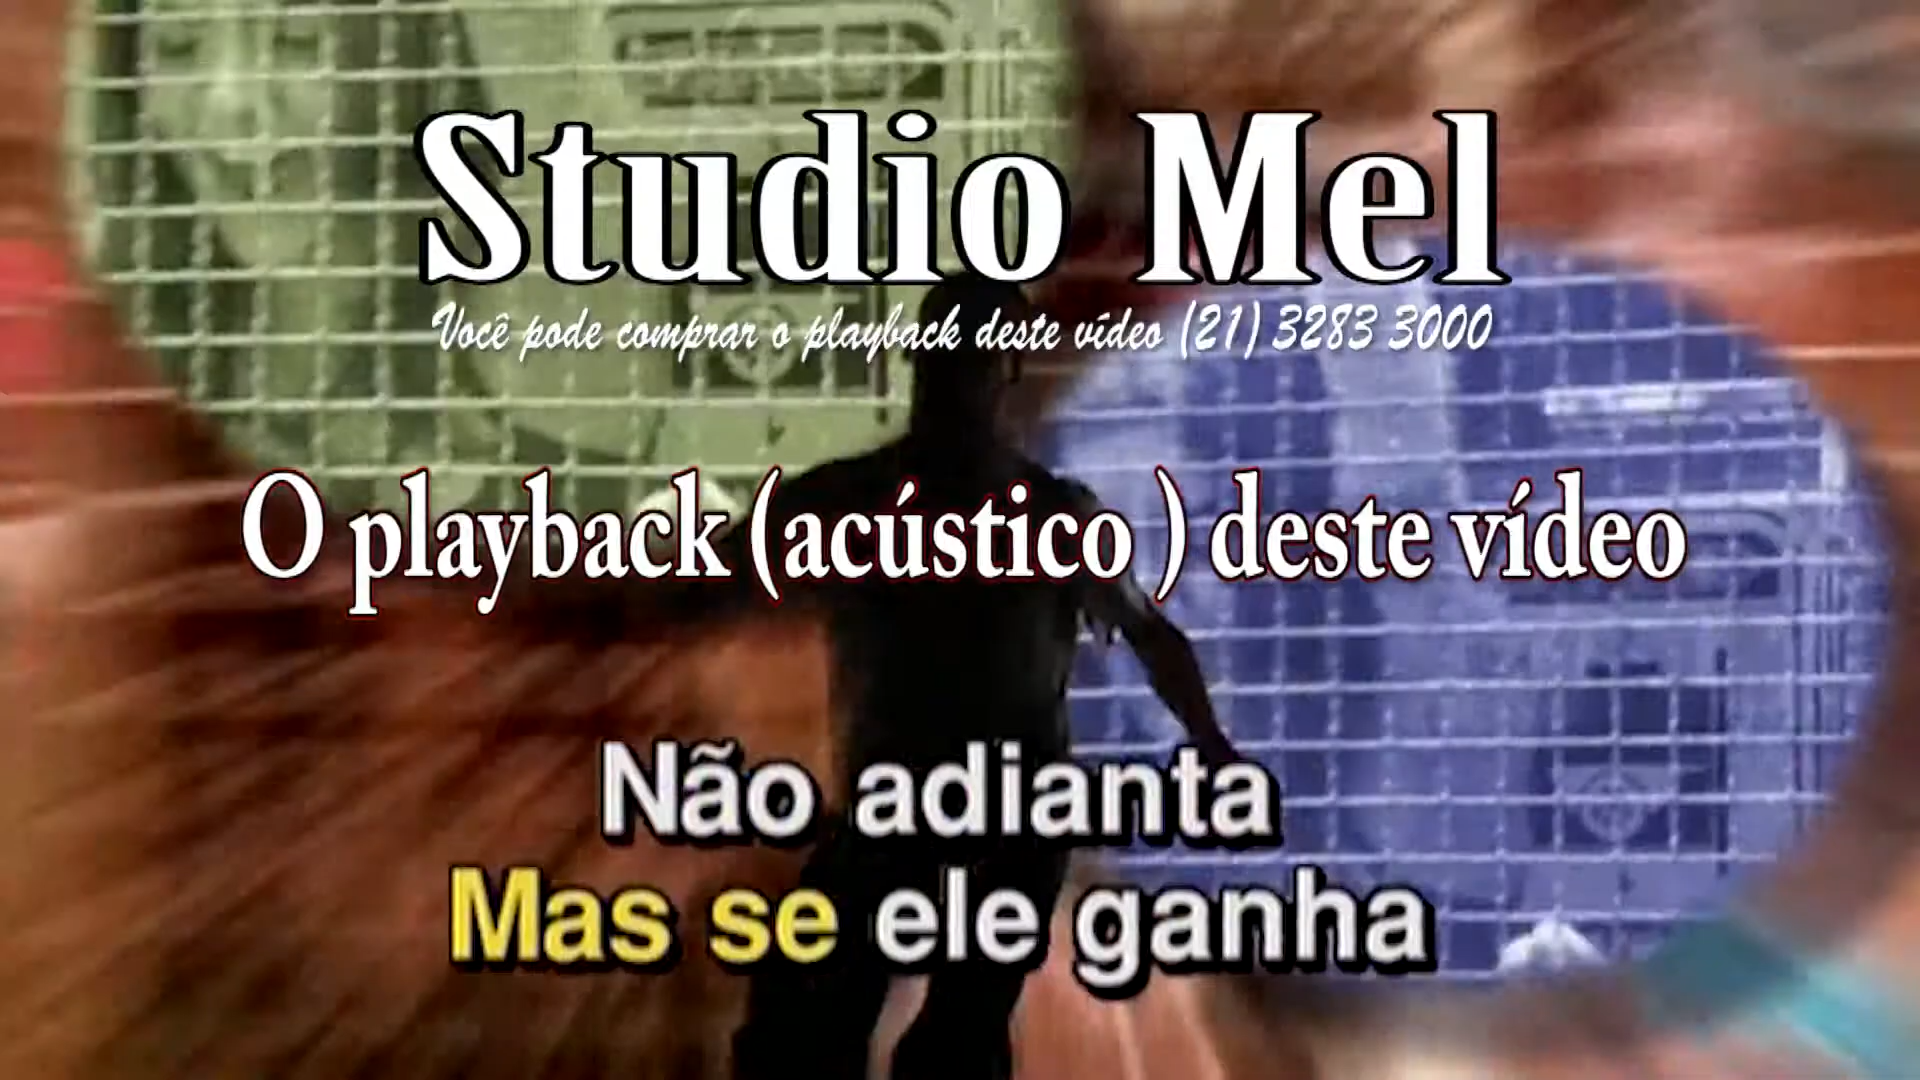 Studio Mel
Você pode comprar o playback deste vídeo (21) 3283 3000
O playback (acústico ) deste vídeo
Não adianta
Mas se ele ganha